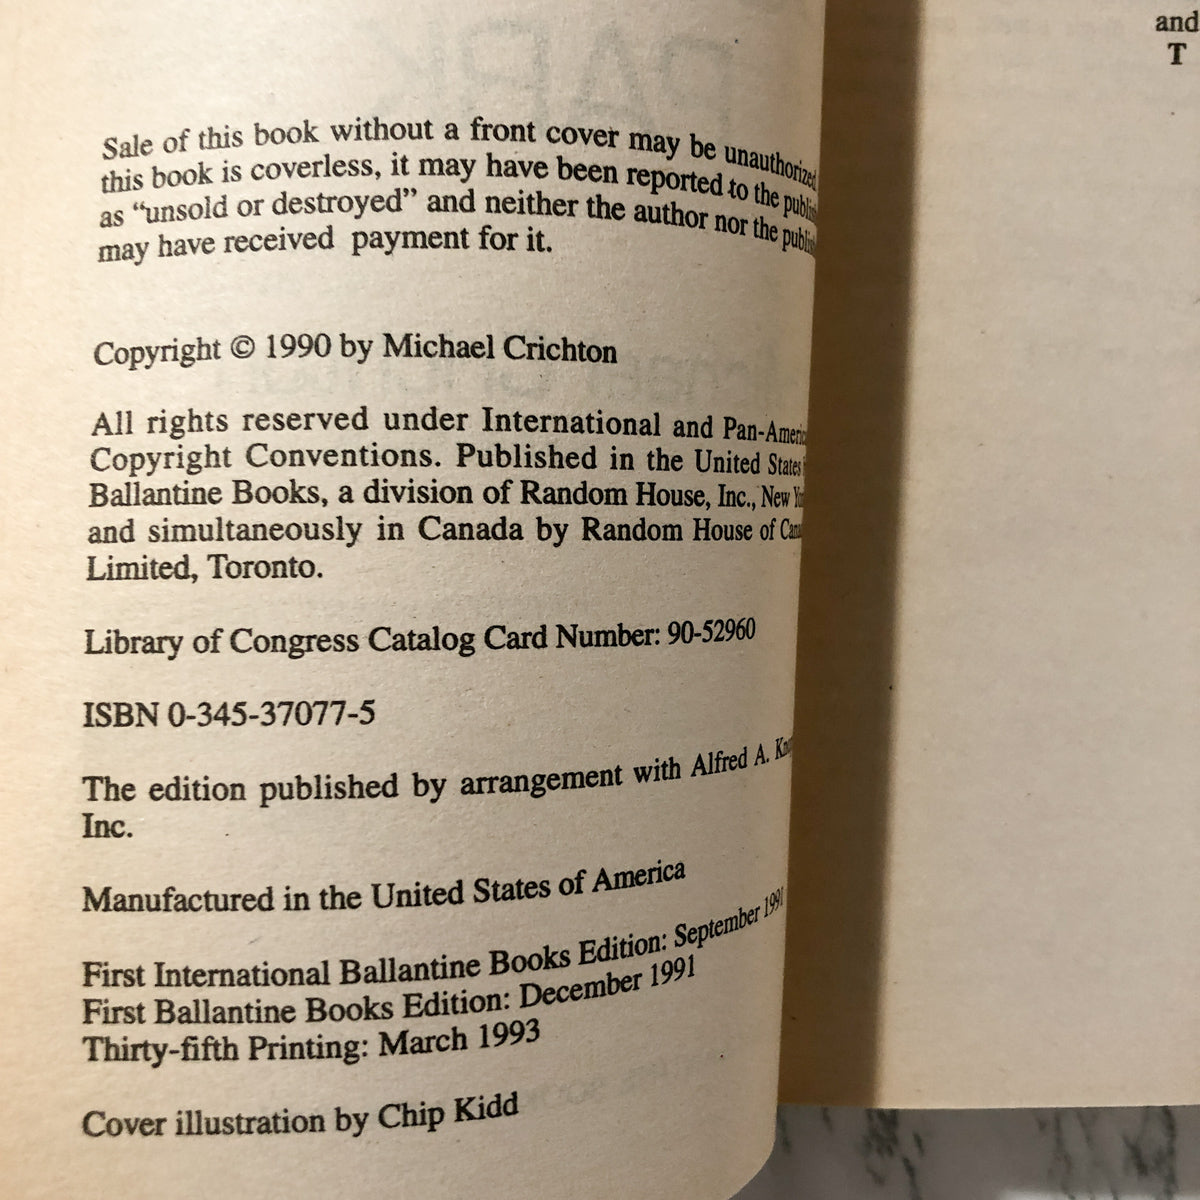 Sale of this book without a front cover may be unauthorized
this book is coverless, it may have been reported to the
as “unsold or destroyed” and neither the author nor the
may have received payment for it.
Copyright © 1990 by Michael Crichton
All rights reserved under International and
Copyright Conventions. Published in the United States
Ballantine Books, a division of Random House, Inc., New
and simultaneously in Canada by Random House of
Limited, Toronto.
Library of Congress Catalog Card Number: 90-52960
ISBN 0-345-37077-5
The edition published by arrangement with Alfred A.
Inc.
Manufactured in the United States of America
First International Ballantine Books Edition: September 1991
First Ballantine Books Edition: December 1991
Thirty-fifth Printing: March 1993
Cover illustration by Chip Kidd
and
T